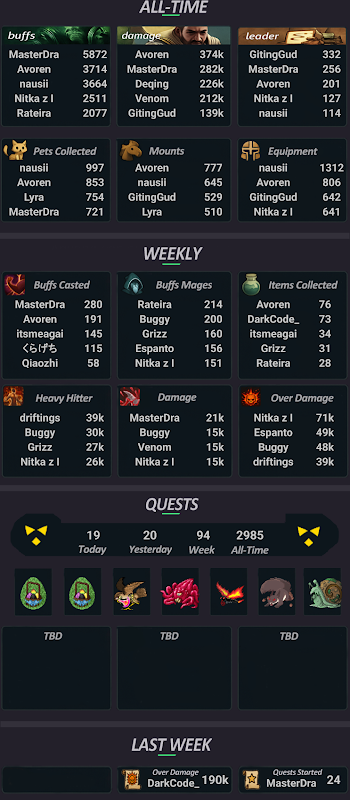 ALL-TIME
buffs damage leader
MasterDra 5872 Avoren 374k GitingGud 332
Avoren 3714 MasterDra 282k MasterDra 256
nausii 3664 Deqing 226k Avoren 201
Nitka z l 2511 Venom 212k Nitka z l 127
Rateira 2077 GitingGud 139k nausii 114
Pets Collected Mounts Equipment
nausii 997 Avoren 777 nausii 1312
Avoren 853 nausii 645 Avoren 806
Lyra 754 GitingGud 529 GitingGud 642
MasterDra 721 Lyra 510 Nitka z l 641
WEEKLY
Buffs Casted Buffs Mages Items Collected
MasterDra 280 Rateira 214 Avoren 76
Avoren 191 Buggy 200 DarkCode_ 73
itsmeagai 145 Grizz 160 itsmeagai 34
くらげち 115 Espanto 156 Grizz 31
Qiaozhi 58 Nitka z l 151 Rateira 28
Heavy Hitter Damage Over Damage
driftings 39k MasterDra 21k Nitka z l 71k
Buggy 30k Buggy 15k Espanto 49k
Grizz 27k Venom 15k Buggy 48k
Nitka z l 26k Nitka z l 15k driftings 39k
QUESTS
19 20 94 2985
Today Yesterday Week All-Time
TBD TBD TBD
LAST WEEK
Over Damage Quests Started
DarkCode_ 190k MasterDra 24